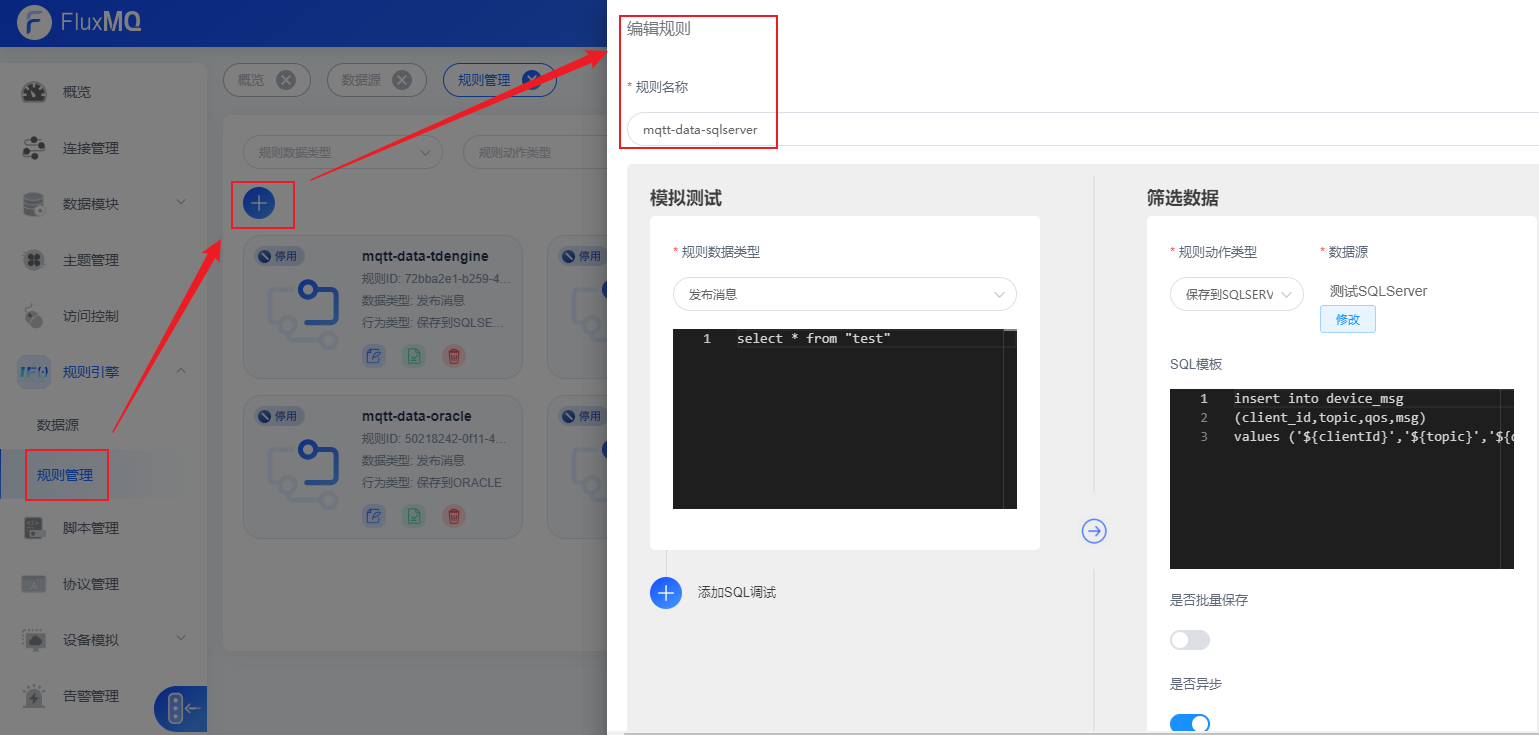 FluxMQ
概览
连接管理
数据模块
主题管理
访问控制
规则引擎
数据源
规则管理
脚本管理
协议管理
设备模拟
告警管理
概览
数据源
规则管理
规则数据类型
规则动作类型
停用
mqtt-data-tdengine
规则ID: 72bba2e1-b259-4...
数据类型: 发布消息
行为类型: 保存到SQLSE...
停用
停用
mqtt-data-oracle
规则ID: 50218242-0f11-4...
数据类型: 发布消息
行为类型: 保存到ORACLE
停用
编辑规则
* 规则名称
mqtt-data-sqlserver
模拟测试
* 规则数据类型
发布消息
1 select * from "test"
添加SQL调试
筛选数据
* 规则动作类型
* 数据源
保存到SQLSERV
测试SQLServer
修改
SQL模板
1 insert into device_msg
2 (client_id,topic,qos,msg)
3 values ('${clientId}','${topic}','${
是否批量保存
是否异步